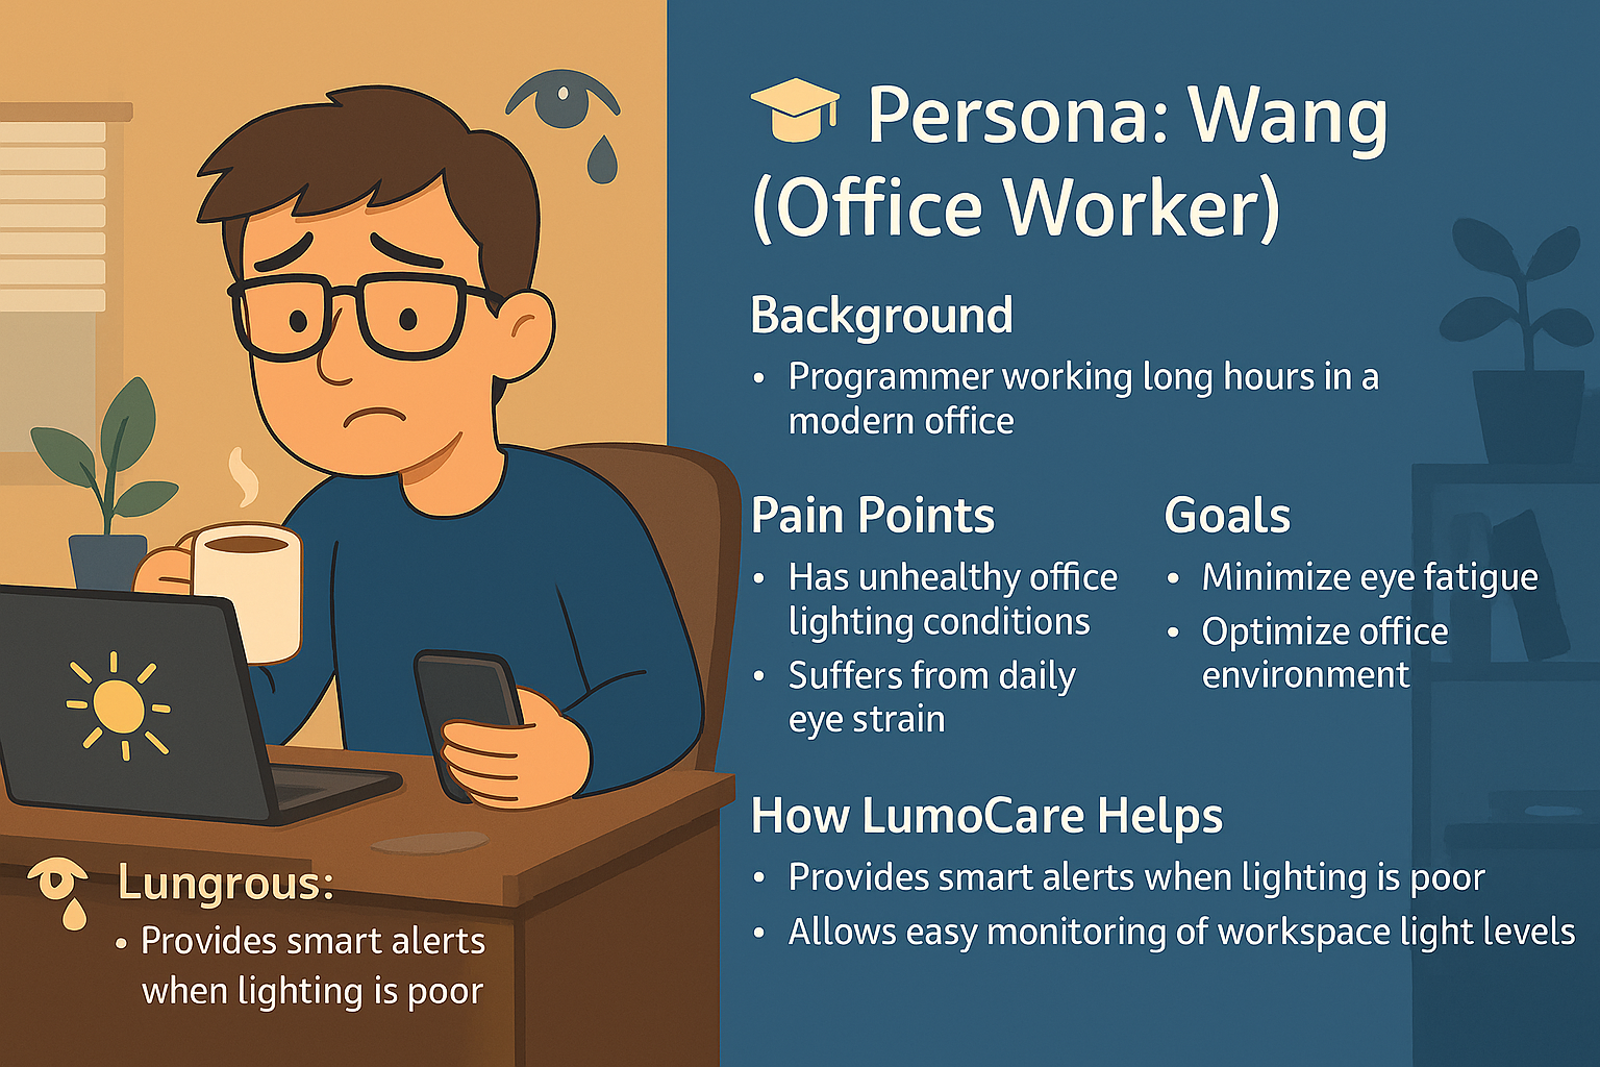 Persona: Wang
(Office Worker)
Background
• Programmer working long hours in a
modern office
Pain Points
• Has unhealthy office
lighting conditions
• Suffers from daily
eye strain
Goals
• Minimize eye fatigue
• Optimize office
environment
How LumoCare Helps
• Provides smart alerts when lighting is poor
• Allows easy monitoring of workspace light levels
Lungrous:
• Provides smart alerts
when lighting is poor